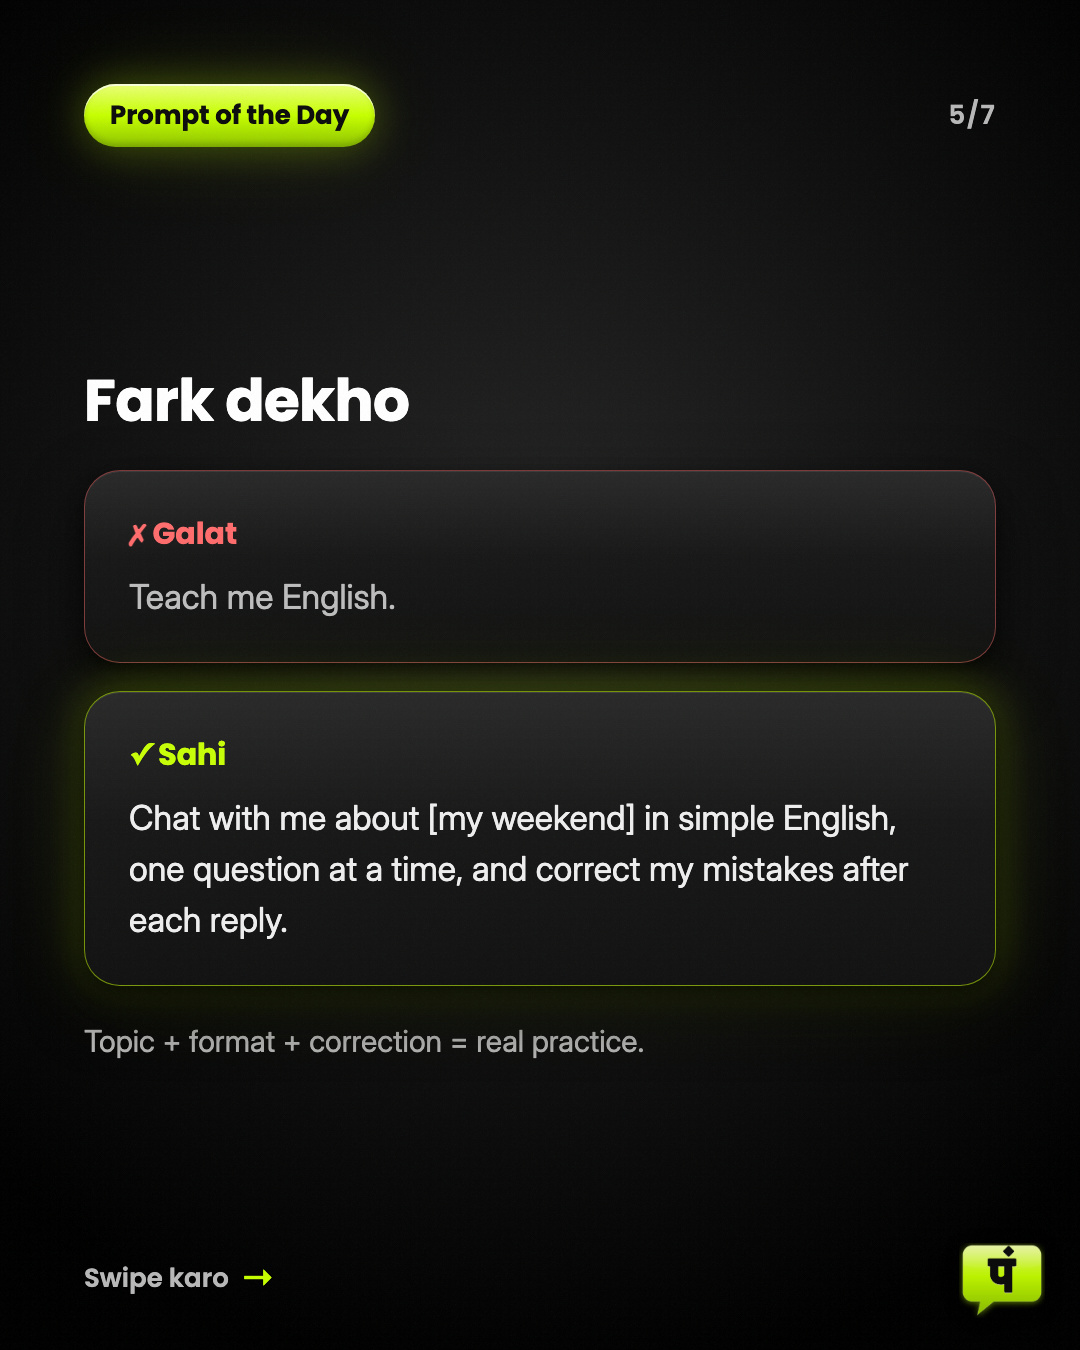 Prompt of the Day
5/7
Fark dekho
✗ Galat
Teach me English.
✓ Sahi
Chat with me about [my weekend] in simple English,
one question at a time, and correct my mistakes after
each reply.
Topic + format + correction = real practice.
Swipe karo →
पं